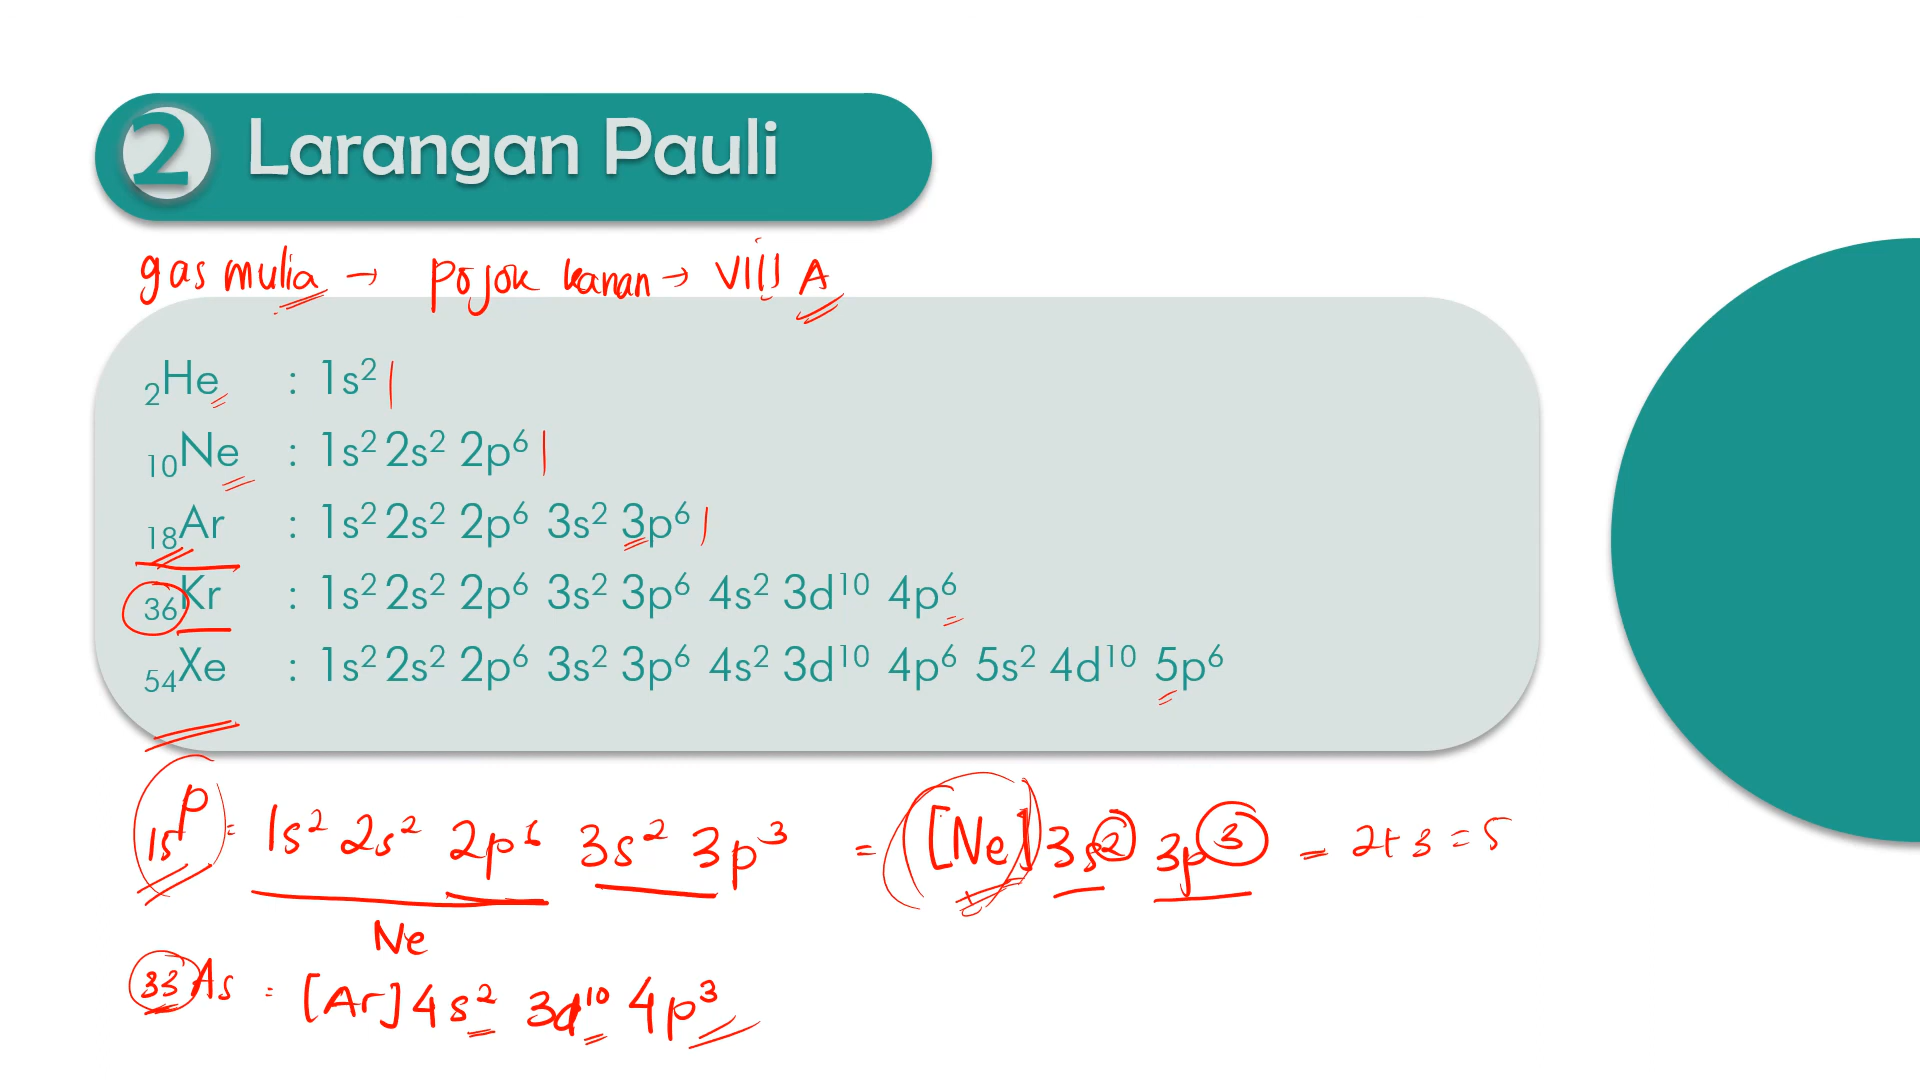 2 Larangan Pauli
gas mulia → pojok kanan → VIII A
₂He : 1s²
₁₀Ne : 1s² 2s² 2p⁶
₁₈Ar : 1s² 2s² 2p⁶ 3s² 3p⁶
₃₆Kr : 1s² 2s² 2p⁶ 3s² 3p⁶ 4s² 3d¹⁰ 4p⁶
₅₄Xe : 1s² 2s² 2p⁶ 3s² 3p⁶ 4s² 3d¹⁰ 4p⁶ 5s² 4d¹⁰ 5p⁶
₁₅P = 1s² 2s² 2p⁶ 3s² 3p³ = [Ne] 3s² 3p³ = 2+3 = 5
Ne
₃₃As = [Ar] 4s² 3d¹⁰ 4p³